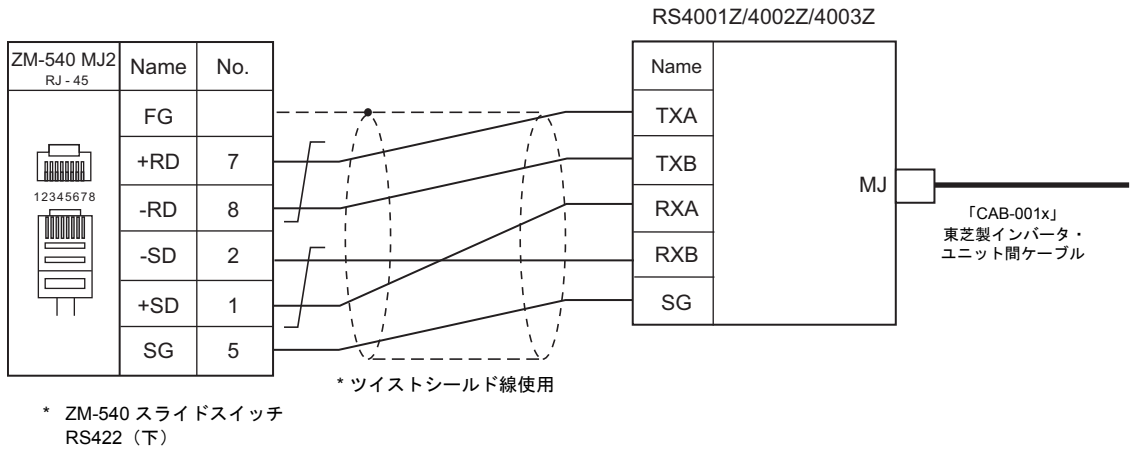 RS4001Z/4002Z/4003Z
ZM-540 MJ2
RJ - 45
Name No.
FG
+RD 7
-RD 8
-SD 2
+SD 1
SG 5
12345678
Name
TXA
TXB
RXA
RXB
SG
MJ
「CAB-001x」
東芝製インバータ・
ユニット間ケーブル
* ツイストシールド線使用
* ZM-540 スライドスイッチ
RS422（下）